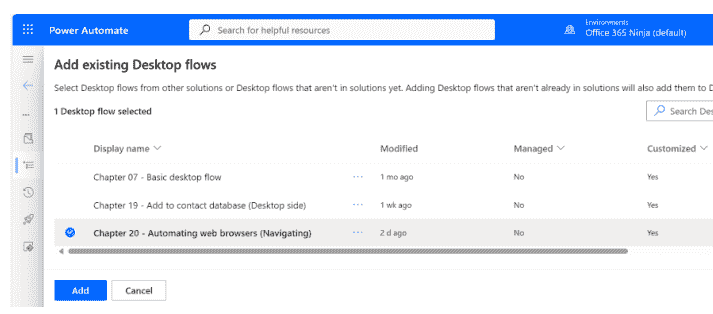 Power Automate
Search for helpful resources
Environments
Office 365 Ninja (default)
Add existing Desktop flows
Select Desktop flows from other solutions or Desktop flows that aren't in solutions yet. Adding Desktop flows that aren't already in solutions will also add them to D
1 Desktop flow selected
Search Des
Display name Modified Managed Customized
Chapter 07 - Basic desktop flow ... 1 mo ago No Yes
Chapter 19 - Add to contact database (Desktop side) ... 1 wk ago No Yes
Chapter 20 - Automating web browsers (Navigating) ... 2 d ago No Yes
Add Cancel